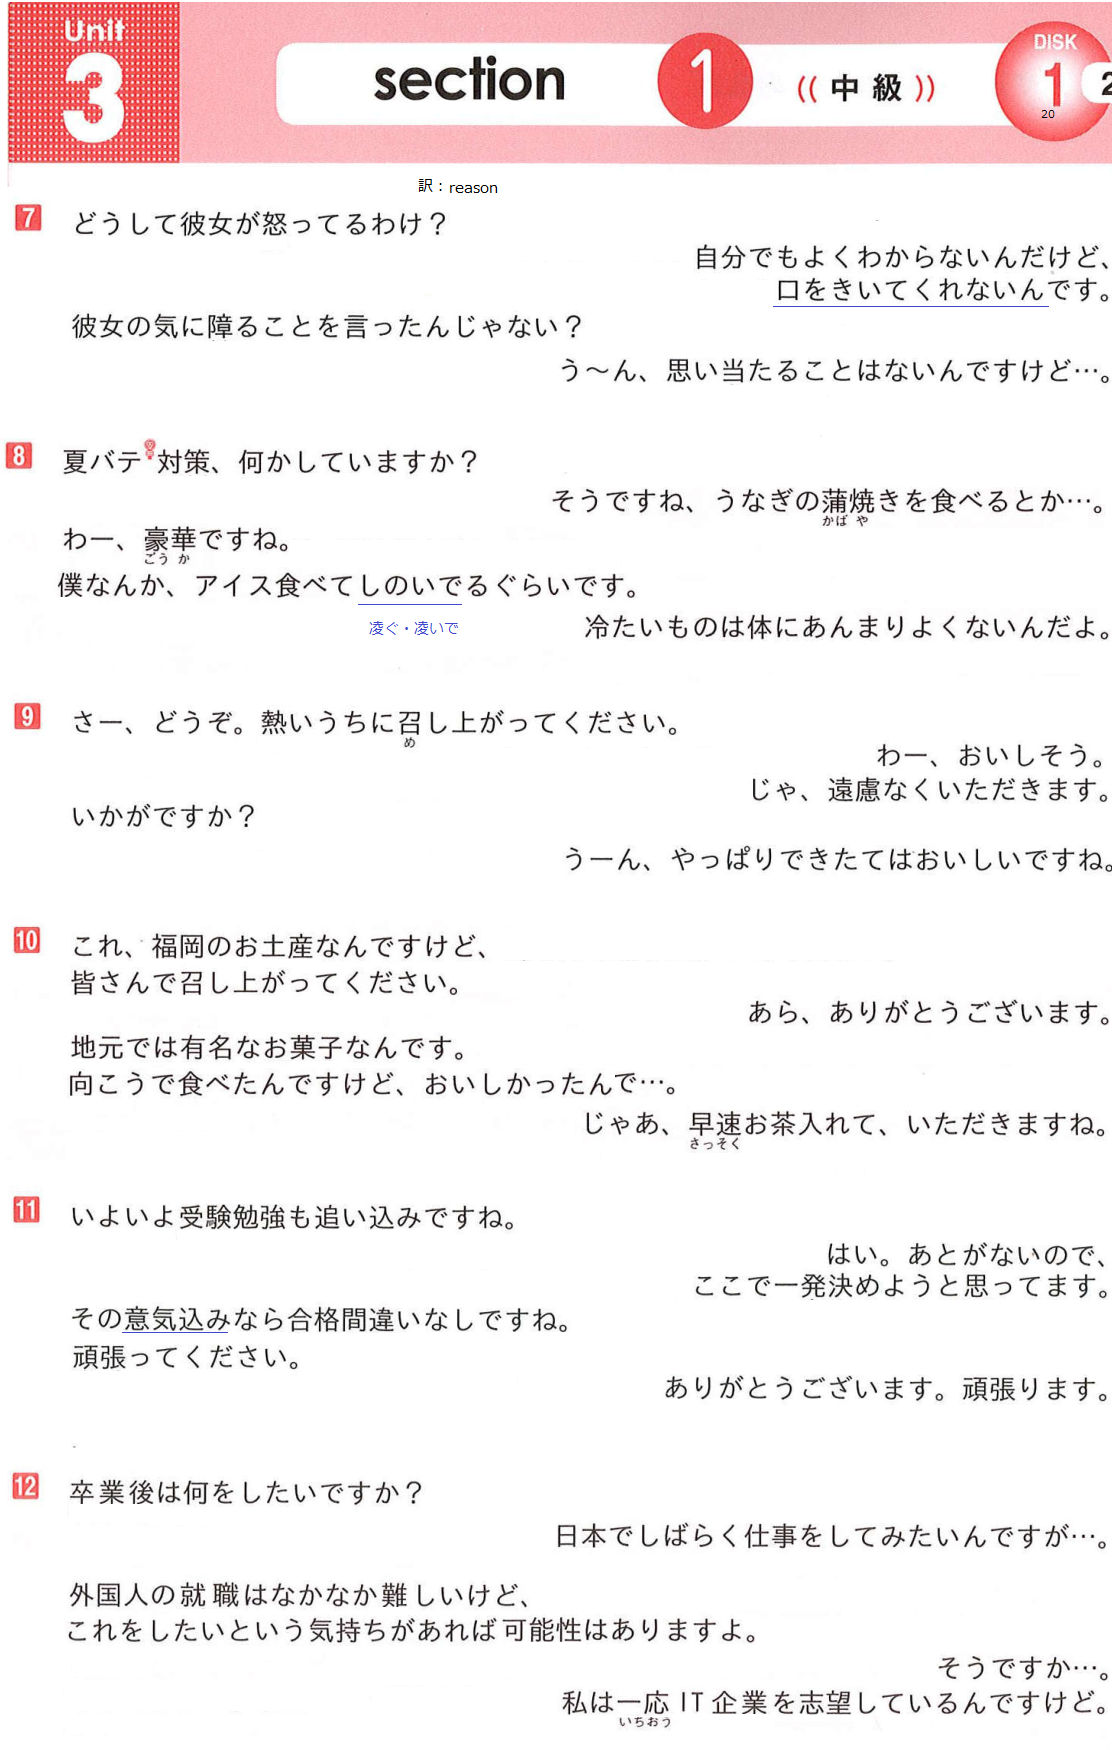 Unit
3
section 1 ((中級))
DISK
1
20
2
訳：reason
7 どうして彼女が怒ってるわけ？
自分でもよくわからないんだけど、
口をきいてくれないんです。
彼女の気に障ることを言ったんじゃない？
う～ん、思い当たることはないんですけど…。
8 夏バテ対策、何かしていますか？
そうですね、うなぎの蒲焼きを食べるとか…。
かば や
わー、豪華ですね。
ごう か
僕なんか、アイス食べてしのいでるぐらいです。
凌ぐ・凌いで
冷たいものは体にあんまりよくないんだよ。
9 さー、どうぞ。熱いうちに召し上がってください。
め
わー、おいしそう。
じゃ、遠慮なくいただきます。
いかがですか？
うーん、やっぱりできたてはおいしいですね。
10 これ、福岡のお土産なんですけど、
皆さんで召し上がってください。
あら、ありがとうございます。
地元では有名なお菓子なんです。
向こうで食べたんですけど、おいしかったんで…。
じゃあ、早速お茶入れて、いただきますね。
さっそく
11 いよいよ受験勉強も追い込みですね。
はい。あとがないので、
ここで一発決めようと思ってます。
その意気込みなら合格間違いなしですね。
頑張ってください。
ありがとうございます。頑張ります。
12 卒業後は何をしたいですか？
日本でしばらく仕事をしてみたいんですが…。
外国人の就職はなかなか難しいけど、
これをしたいという気持ちがあれば可能性はありますよ。
そうですか…。
私は一応 IT 企業を志望しているんですけど。
いちおう